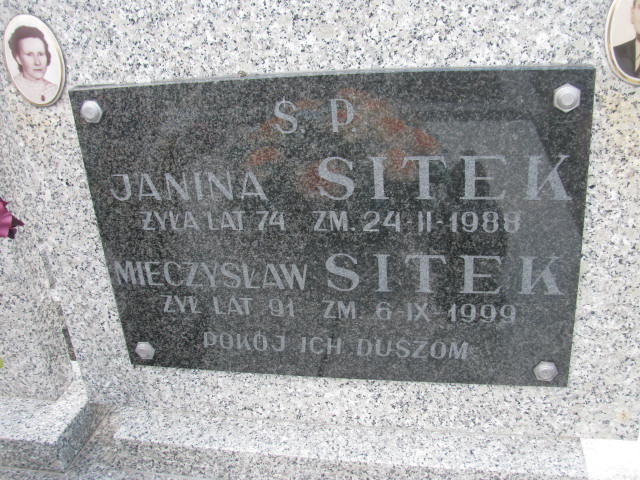 Ś. P.
JANINA SITEK
ŻYŁA LAT 74 ZM. 24-II-1988
MIECZYSŁAW SITEK
ŻYŁ LAT 91 ZM. 6-IX-1999
POKÓJ ICH DUSZOM